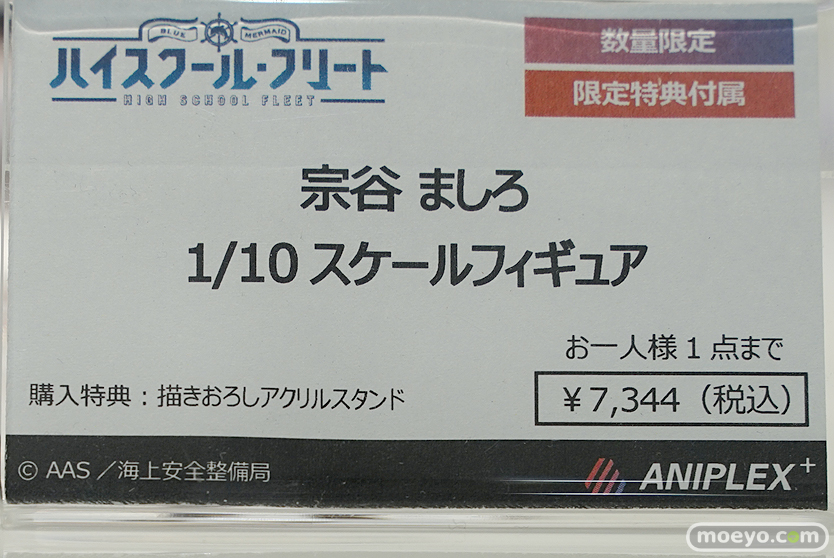 BLUE MERMAID
ハイスクール・フリート
HIGH SCHOOL FLEET
数量限定
限定特典付属
宗谷 ましろ
1/10 スケールフィギュア
お一人様 1 点まで
購入特典：描きおろしアクリルスタンド
￥7,344（税込）
© AAS ／海上安全整備局
ANIPLEX+
moeyo.com